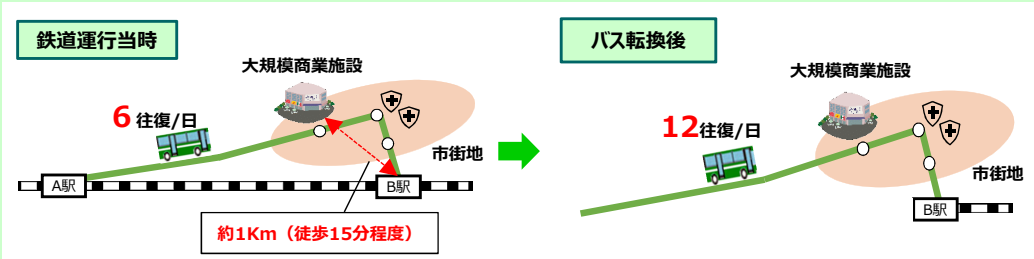 鉄道運行当時
大規模商業施設
6往復/日
市街地
A駅
B駅
約1Km（徒歩15分程度）
バス転換後
大規模商業施設
12往復/日
市街地
B駅